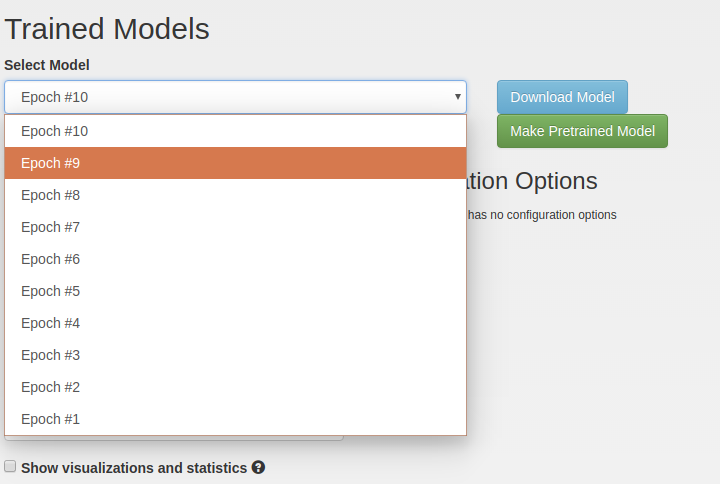 Trained Models
Select Model
Epoch #10
Download Model
Epoch #10
Make Pretrained Model
Epoch #9
Options
Epoch #8
has no configuration options
Epoch #7
Epoch #6
Epoch #5
Epoch #4
Epoch #3
Epoch #2
Epoch #1
Show visualizations and statistics